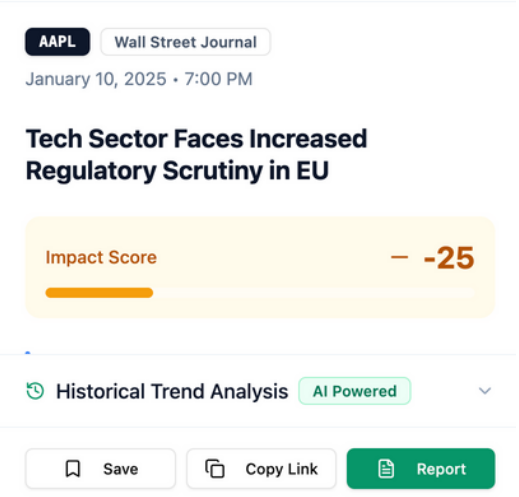 AAPL Wall Street Journal
January 10, 2025 • 7:00 PM
Tech Sector Faces Increased
Regulatory Scrutiny in EU
Impact Score — -25
Historical Trend Analysis AI Powered
Save Copy Link Report